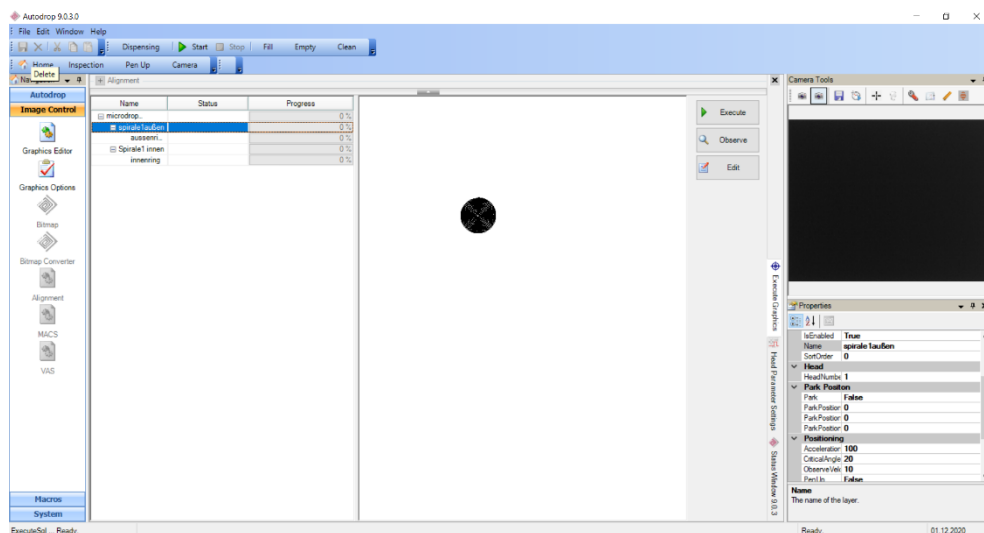 Autodrop 9.0.3.0
File Edit Window Help
Dispensing Start Stop Fill Empty Clean
Home Inspection Pen Up Camera
Delete
Alignment
Camera Tools
Autodrop
Image Control
Graphics Editor
Graphics Options
Bitmap
Bitmap Converter
Alignment
MACS
VAS
Macros
System
Name Status Progress
microdrop.. 0 %
spirale1außen 0 %
aussenri.. 0 %
Spirale1 innen 0 %
innenring 0 %
Execute
Observe
Edit
Execute Graphics
Head Parameter Settings
Status Window 9.0.3
Properties
IsEnabled True
Name spirale1außen
SortOrder 0
Head
HeadNumbe 1
Park Positon
Park False
ParkPosition 0
ParkPosition 0
ParkPosition 0
Positioning
Acceleration 100
CriticalAngle 20
ObserveVelc 10
PenUp False
Name
The name of the layer.
ExecuteSgl... Ready Ready. 01.12.2020